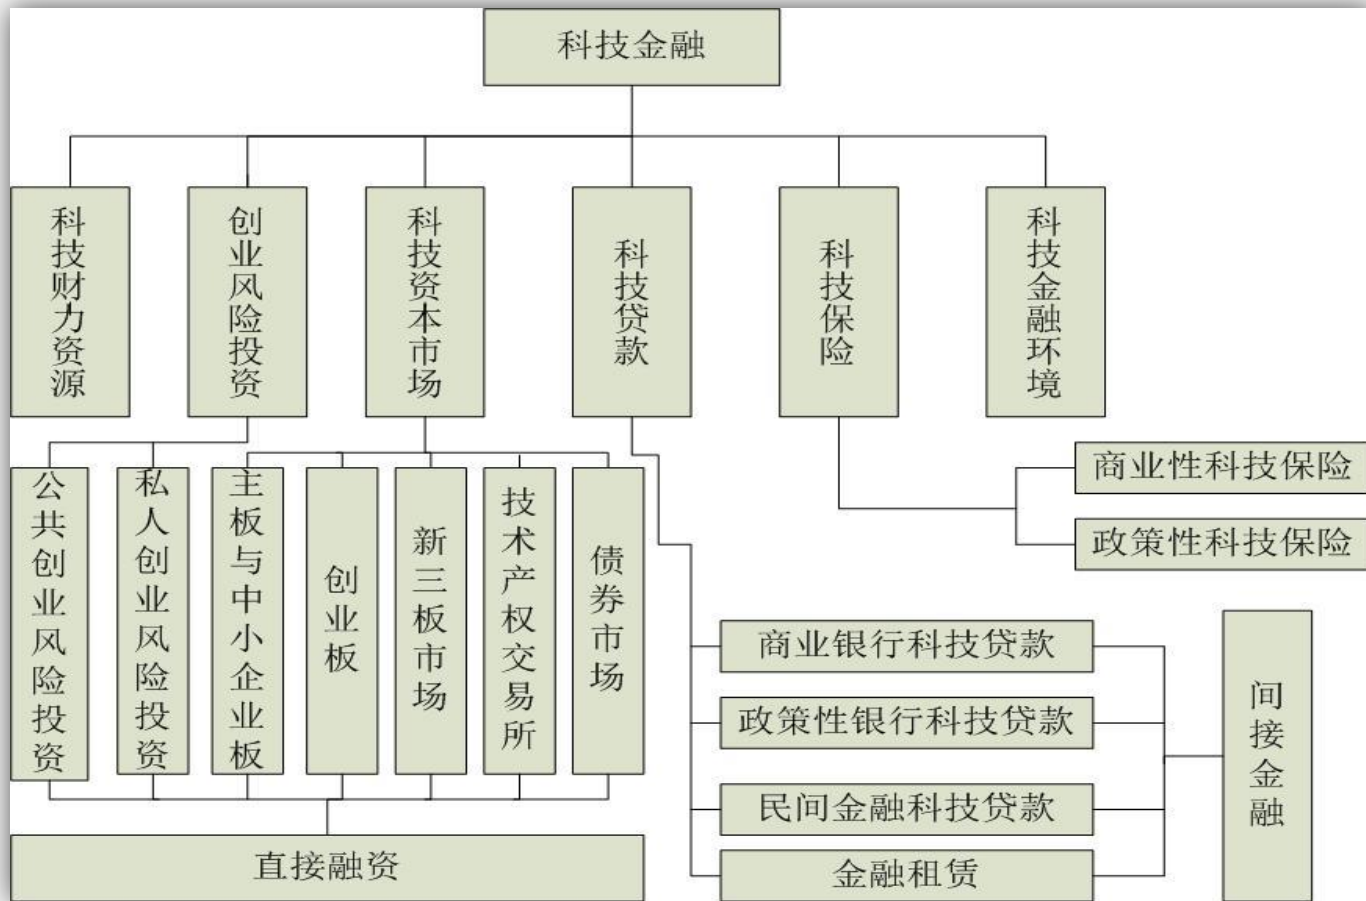 科技金融
科技财力资源
创业风险投资
科技资本市场
科技贷款
科技保险
科技金融环境
商业性科技保险
政策性科技保险
公共创业风险投资
私人创业风险投资
主板与中小企业板
创业板
新三板市场
技术产权交易所
债券市场
商业银行科技贷款
政策性银行科技贷款
民间金融科技贷款
金融租赁
间接金融
直接融资